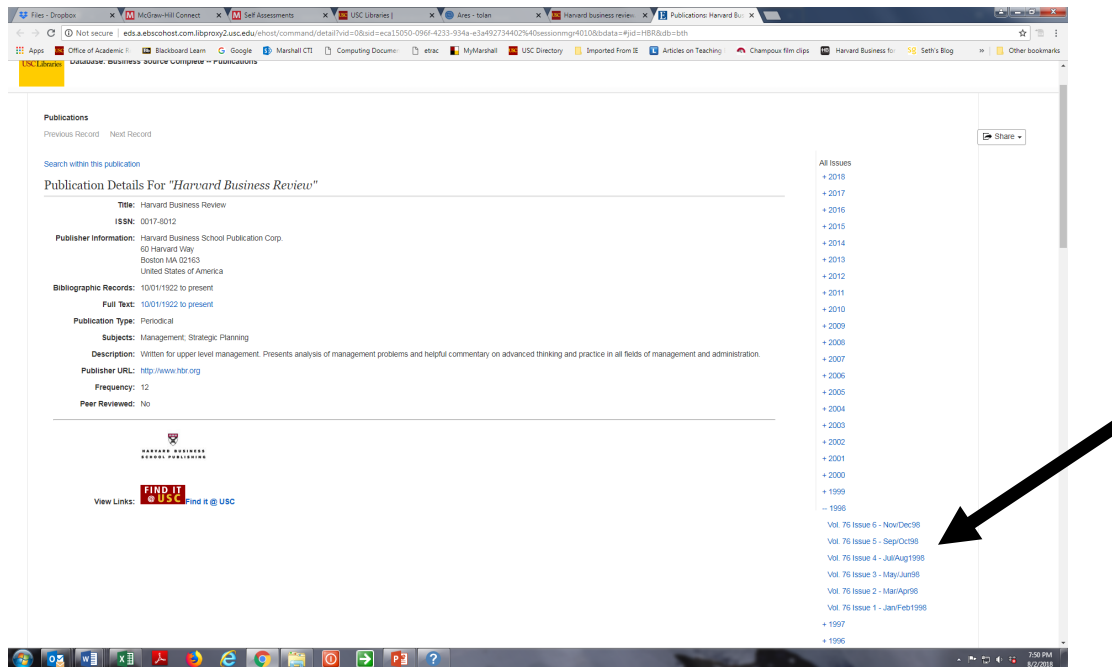 Files - Dropbox
McGraw-Hill Connect
Self Assessments
USC Libraries |
Ares - tolan
Harvard business review
Publications: Harvard Bus
Not secure | eds.a.ebscohost.com.libproxy2.usc.edu/ehost/command/detail?vid=0&sid=eca15050-096f-4233-934a-e3a492734402%40sessionmgr4010&bdata=#jid=HBR&db=bth
Apps
Office of Academic R
Blackboard Learn
Google
Marshall CTI
Computing Documen
etrac
MyMarshall
USC Directory
Imported From IE
Articles on Teaching
Champoux film clips
Harvard Business fo
Seth's Blog
Other bookmarks
USC Libraries
Database: Business Source Complete -- Publications
Publications
Previous Record Next Record
Share
Search within this publication
Publication Details For "Harvard Business Review"
Title: Harvard Business Review
ISSN: 0017-8012
Publisher Information: Harvard Business School Publication Corp.
60 Harvard Way
Boston MA 02163
United States of America
Bibliographic Records: 10/01/1922 to present
Full Text: 10/01/1922 to present
Publication Type: Periodical
Subjects: Management; Strategic Planning
Description: Written for upper level management. Presents analysis of management problems and helpful commentary on advanced thinking and practice in all fields of management and administration.
Publisher URL: http://www.hbr.org
Frequency: 12
Peer Reviewed: No
HARVARD BUSINESS
SCHOOL PUBLISHING
View Links: FIND IT @ USC Find it @ USC
All Issues
+ 2018
+ 2017
+ 2016
+ 2015
+ 2014
+ 2013
+ 2012
+ 2011
+ 2010
+ 2009
+ 2008
+ 2007
+ 2006
+ 2005
+ 2004
+ 2003
+ 2002
+ 2001
+ 2000
+ 1999
-- 1998
Vol. 76 Issue 6 - Nov/Dec98
Vol. 76 Issue 5 - Sep/Oct98
Vol. 76 Issue 4 - Jul/Aug1998
Vol. 76 Issue 3 - May/Jun98
Vol. 76 Issue 2 - Mar/Apr98
Vol. 76 Issue 1 - Jan/Feb1998
+ 1997
+ 1996
7:50 PM
8/2/2018